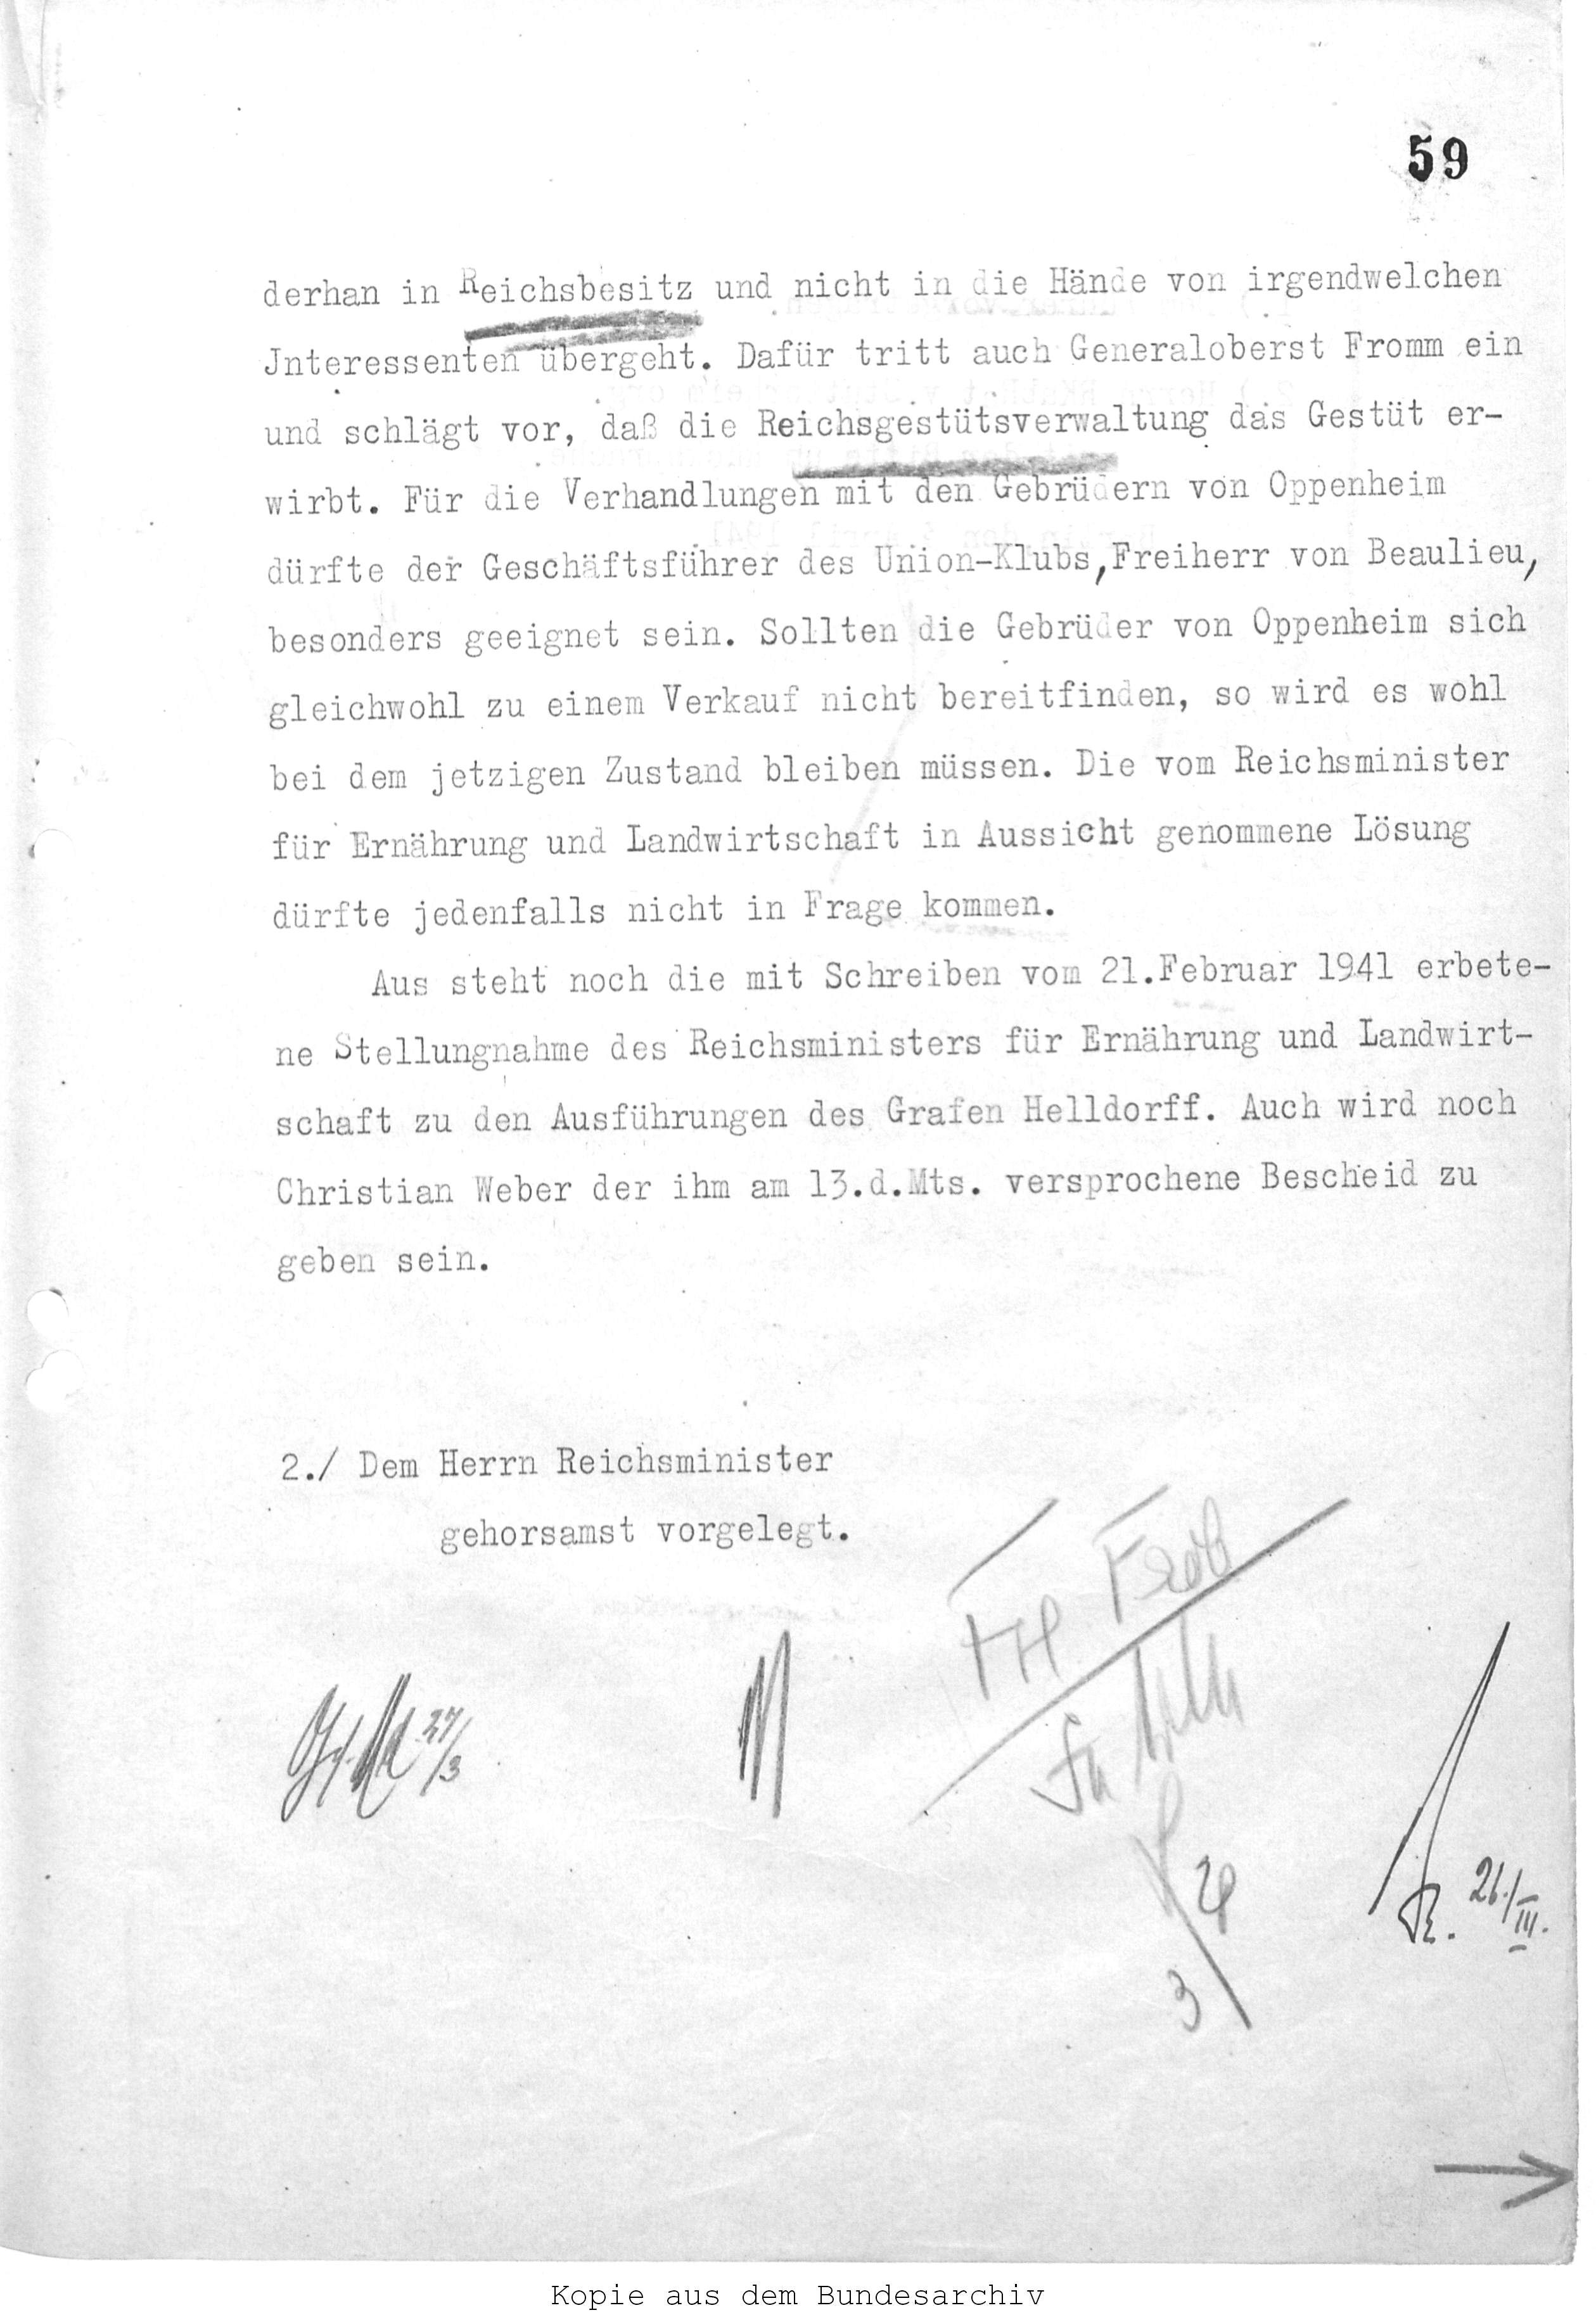 59
derhan in Reichsbesitz und nicht in die Hände von irgendwelchen
Jnteressenten übergeht. Dafür tritt auch Generaloberst Fromm ein
und schlägt vor, daß die Reichsgestütsverwaltung das Gestüt er-
wirbt. Für die Verhandlungen mit den Gebrüdern von Oppenheim
dürfte der Geschäftsführer des Union-Klubs, Freiherr von Beaulieu,
besonders geeignet sein. Sollten die Gebrüder von Oppenheim sich
gleichwohl zu einem Verkauf nicht bereitfinden, so wird es wohl
bei dem jetzigen Zustand bleiben müssen. Die vom Reichsminister
für Ernährung und Landwirtschaft in Aussicht genommene Lösung
dürfte jedenfalls nicht in Frage kommen.
Aus steht noch die mit Schreiben vom 21.Februar 1941 erbete-
ne Stellungnahme des Reichsministers für Ernährung und Landwirt-
schaft zu den Ausführungen des Grafen Helldorff. Auch wird noch
Christian Weber der ihm am 13.d.Mts. versprochene Bescheid zu
geben sein.
2./ Dem Herrn Reichsminister
gehorsamst vorgelegt.
27/3
26./III.
Kopie aus dem Bundesarchiv